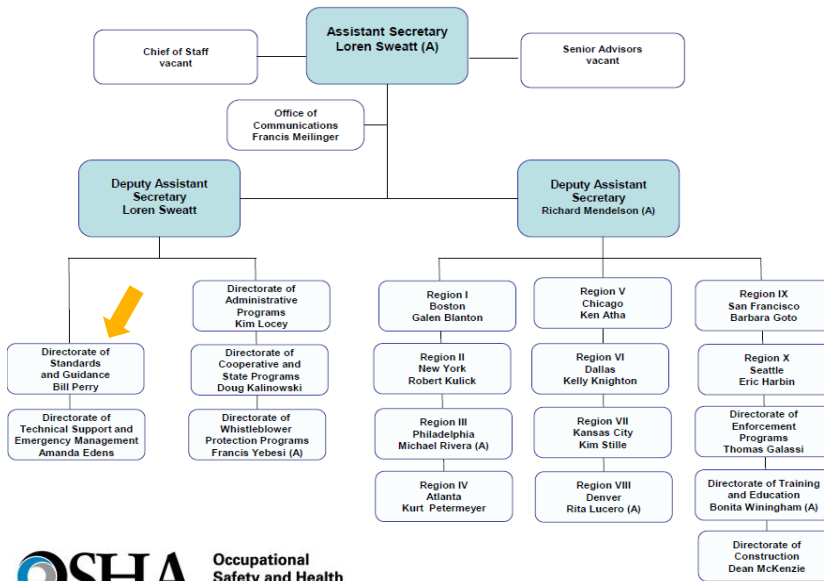 Assistant Secretary
Loren Sweatt (A)
Chief of Staff
vacant
Senior Advisors
vacant
Office of
Communications
Francis Meilinger
Deputy Assistant
Secretary
Loren Sweatt
Deputy Assistant
Secretary
Richard Mendelson (A)
Directorate of
Standards
and Guidance
Bill Perry
Directorate of
Technical Support and
Emergency Management
Amanda Edens
Directorate of
Administrative
Programs
Kim Locey
Directorate of
Cooperative and
State Programs
Doug Kalinowski
Directorate of
Whistleblower
Protection Programs
Francis Yebesi (A)
Region I
Boston
Galen Blanton
Region II
New York
Robert Kulick
Region III
Philadelphia
Michael Rivera (A)
Region IV
Atlanta
Kurt Petermeyer
Region V
Chicago
Ken Atha
Region VI
Dallas
Kelly Knighton
Region VII
Kansas City
Kim Stille
Region VIII
Denver
Rita Lucero (A)
Region IX
San Francisco
Barbara Goto
Region X
Seattle
Eric Harbin
Directorate of
Enforcement
Programs
Thomas Galassi
Directorate of Training
and Education
Bonita Winingham (A)
Directorate of
Construction
Dean McKenzie
OSHA
Occupational
Safety and Health